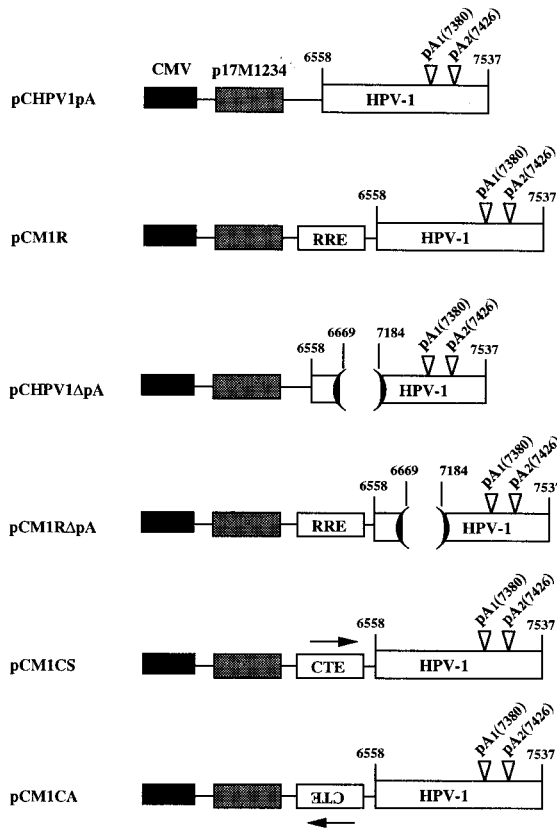 CMV p17M1234 6558 pA1(7380) pA2(7426) 7537
pCHPV1pA HPV-1
6558 pA1(7380) pA2(7426) 7537
pCM1R RRE HPV-1
6558 6669 7184 pA1(7380) pA2(7426) 7537
pCHPV1ΔpA HPV-1
6558 6669 7184 pA1(7380) pA2(7426) 7537
pCM1RΔpA RRE HPV-1
6558 pA1(7380) pA2(7426) 7537
pCM1CS CTE HPV-1
6558 pA1(7380) pA2(7426) 7537
pCM1CA CTE HPV-1